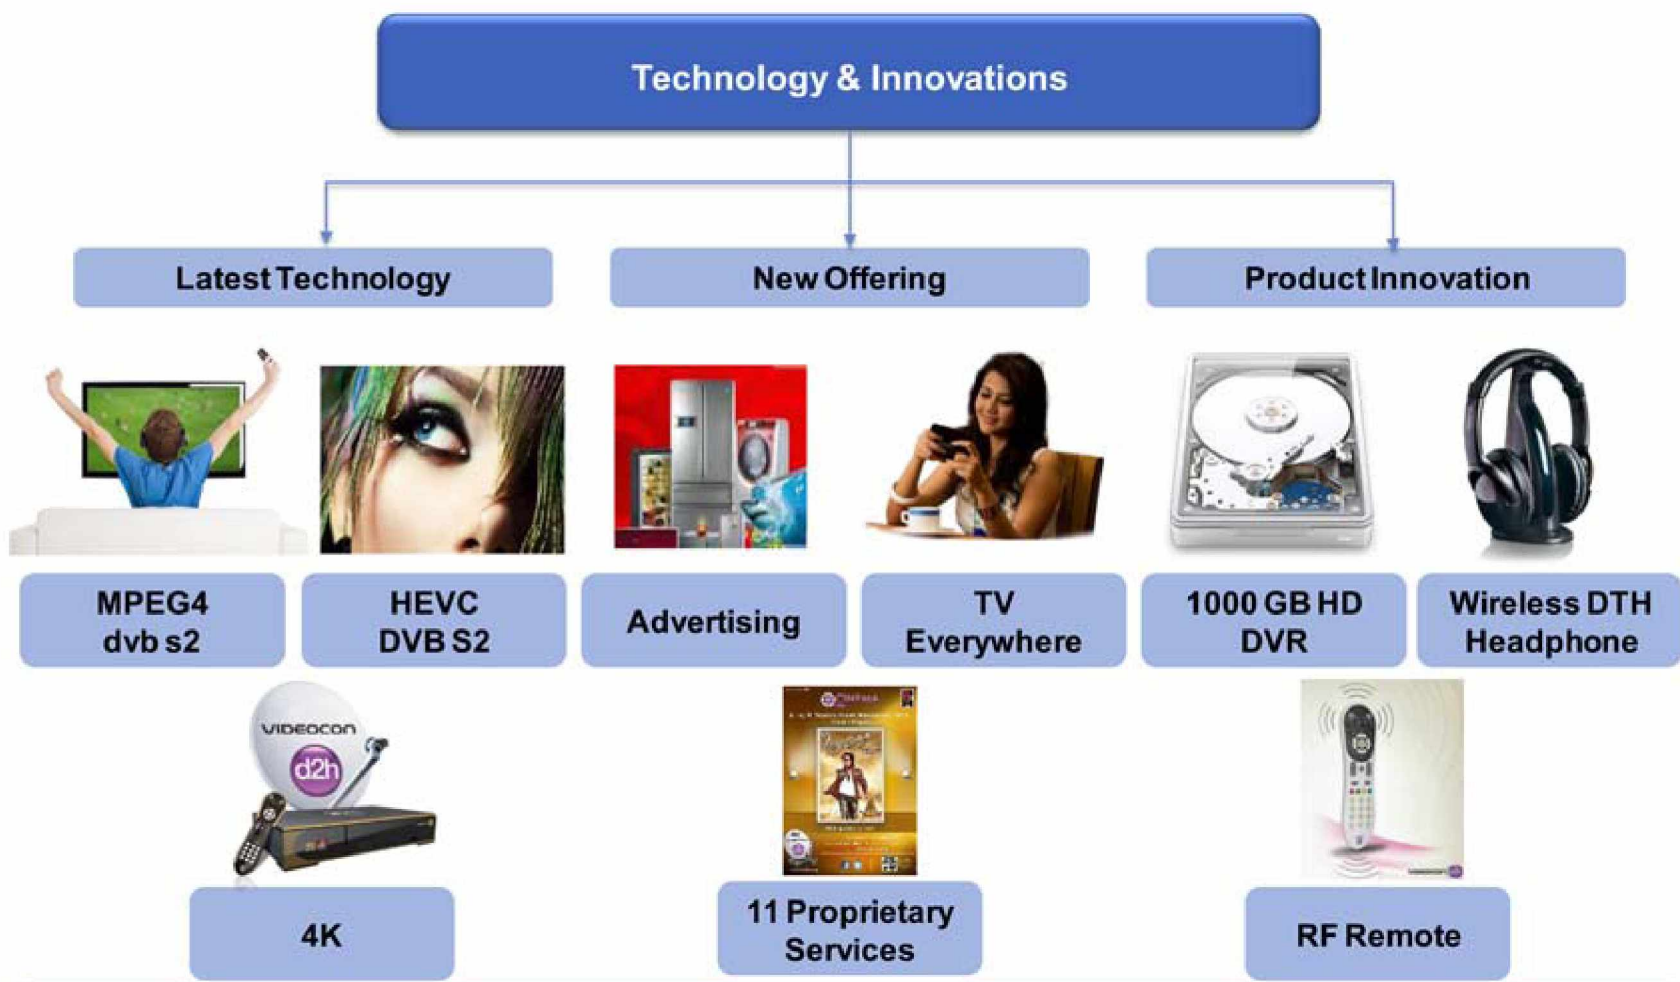 Technology & Innovations
Latest Technology
New Offering
Product Innovation
MPEG4
dvb s2
HEVC
DVB S2
Advertising
TV
Everywhere
1000 GB HD
DVR
Wireless DTH
Headphone
VIDEOCON
d2h
4K
11 Proprietary
Services
RF Remote